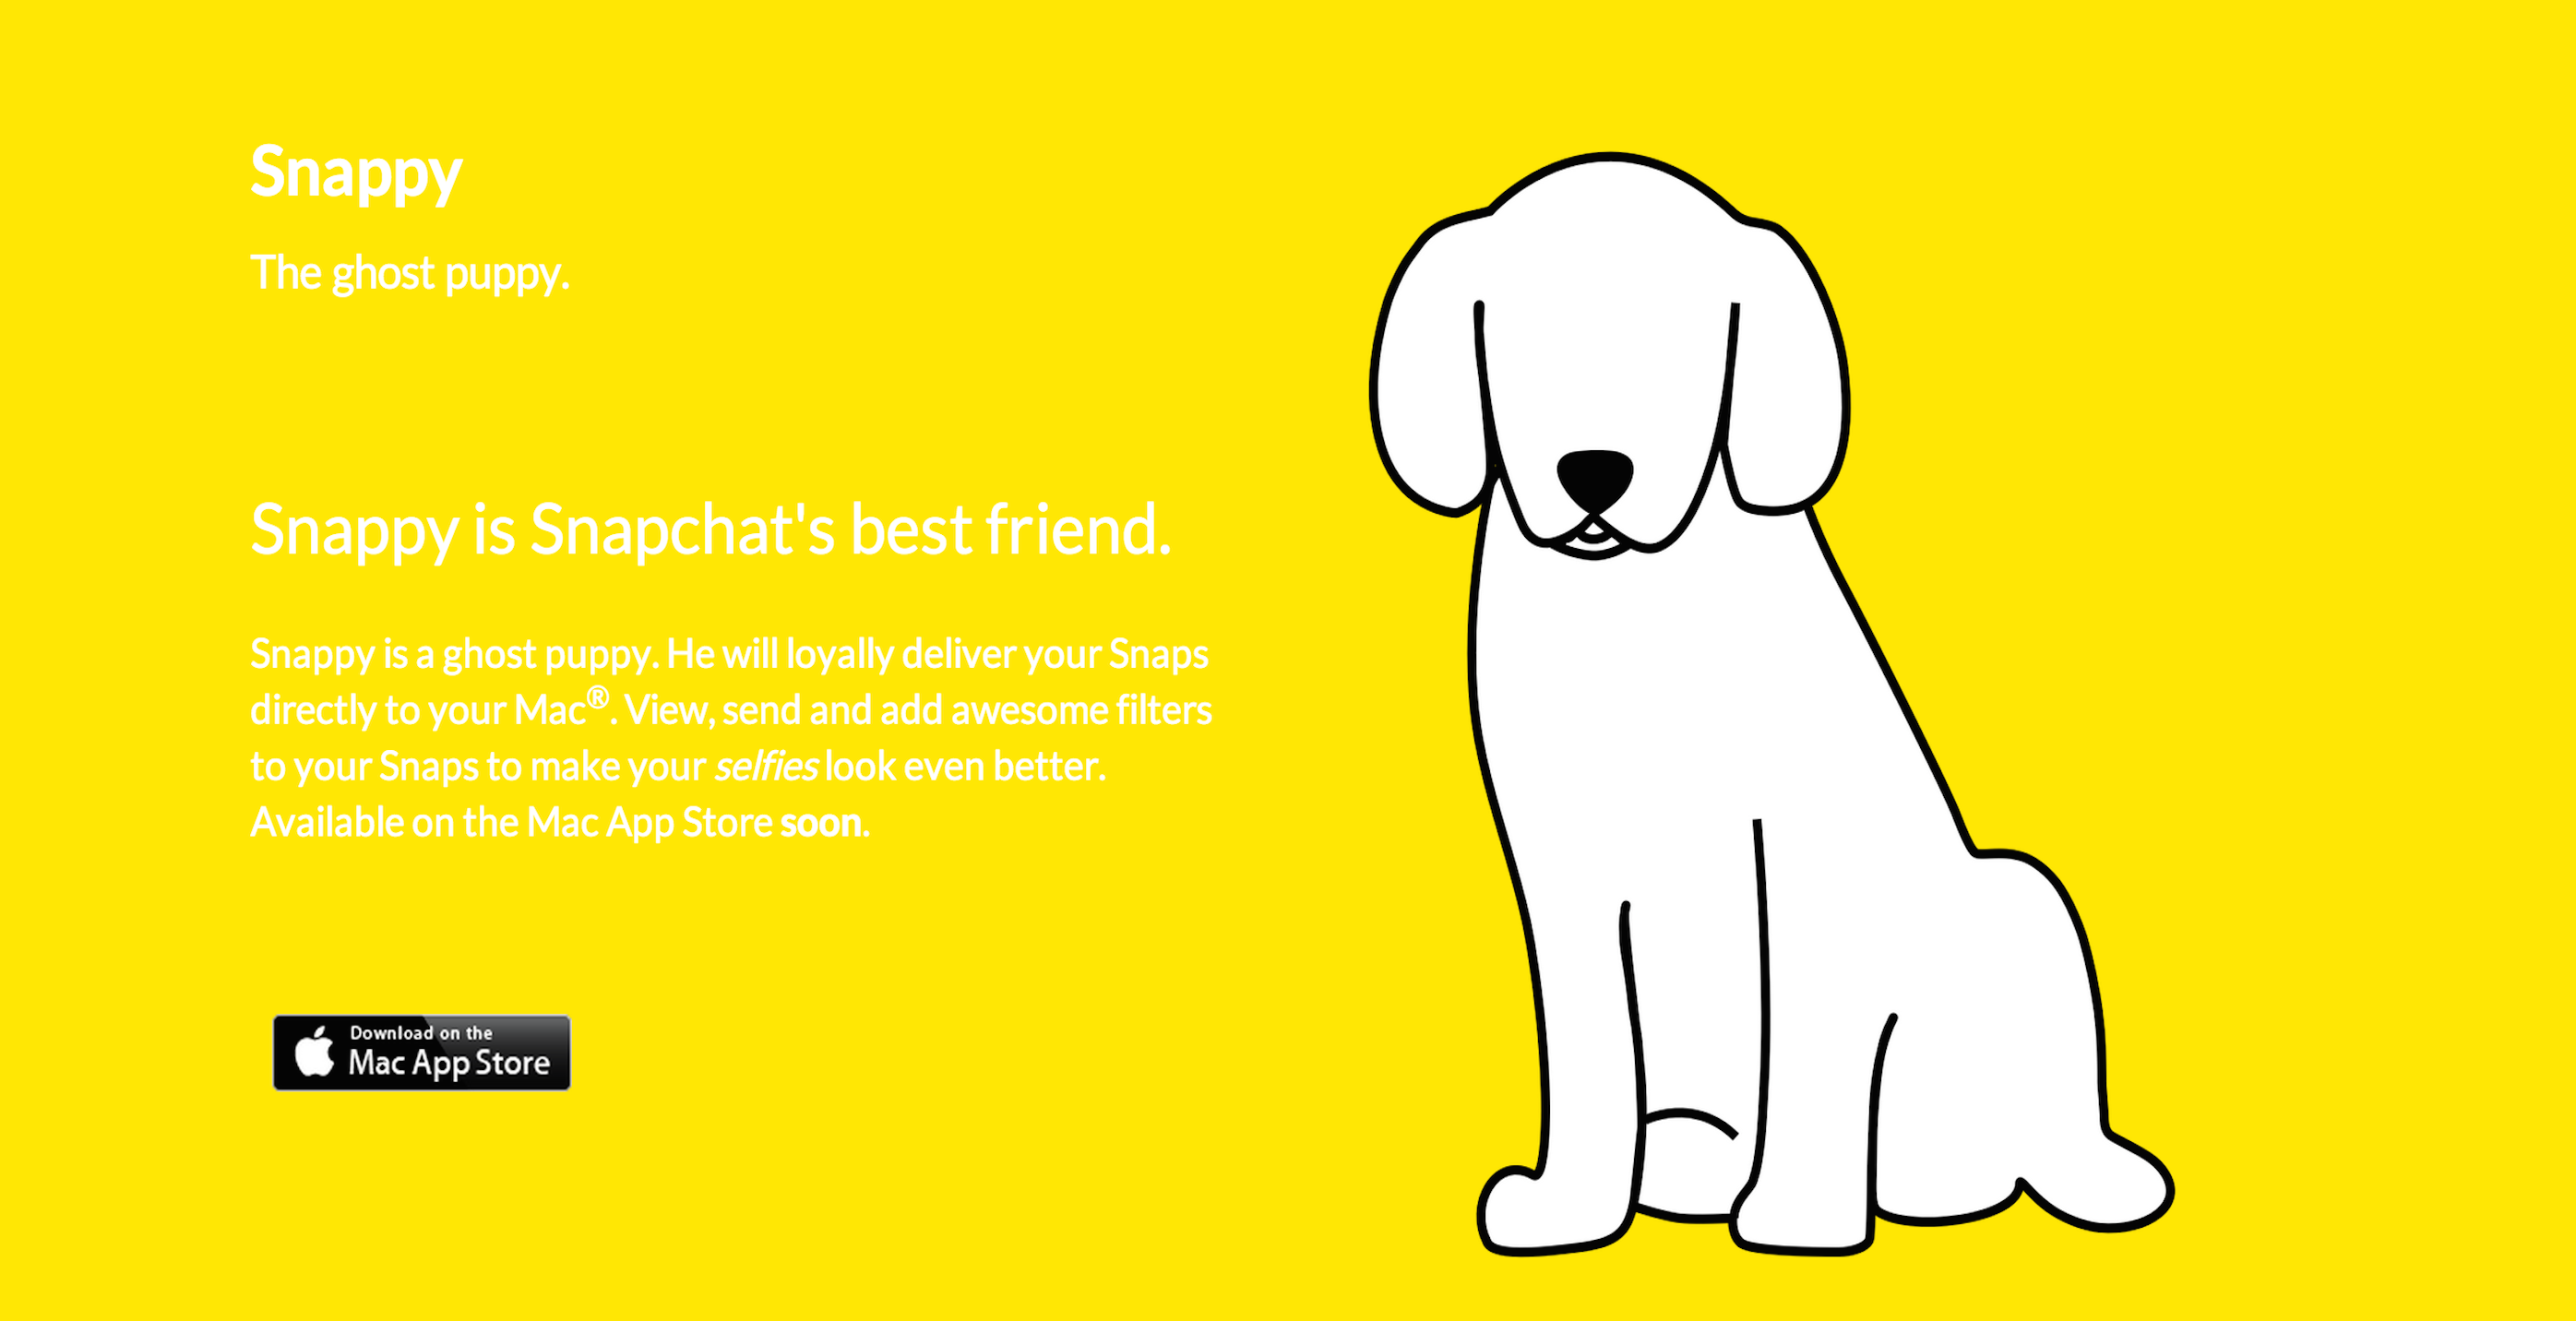 Snappy
The ghost puppy.
Snappy is Snapchat's best friend.
Snappy is a ghost puppy. He will loyally deliver your Snaps
directly to your Mac®. View, send and add awesome filters
to your Snaps to make your selfies look even better.
Available on the Mac App Store soon.
Download on the
Mac App Store